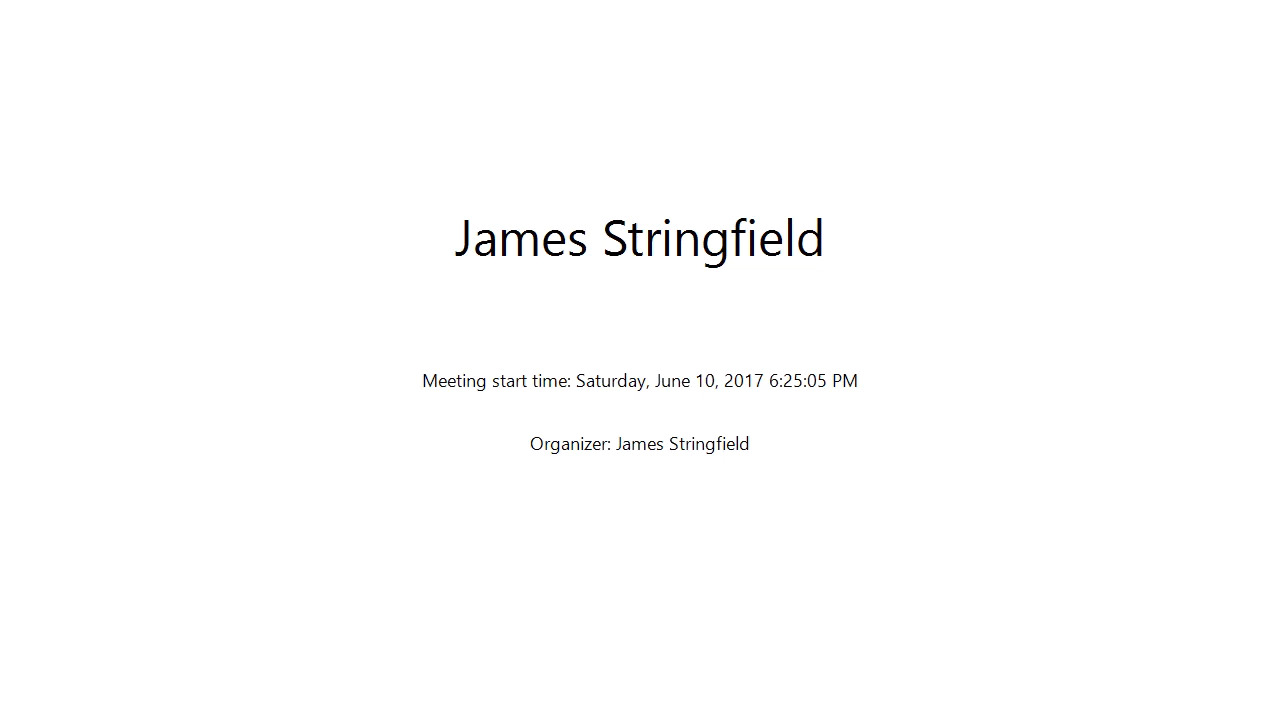 James Stringfield
Meeting start time: Saturday, June 10, 2017 6:25:05 PM
Organizer: James Stringfield